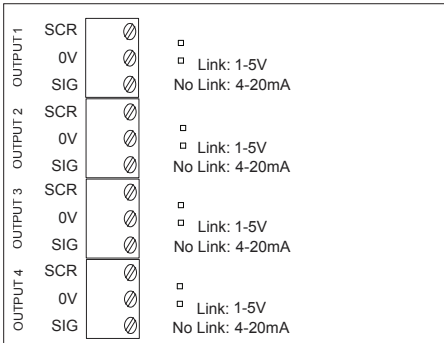 OUTPUT1
SCR
0V
SIG
Link: 1-5V
No Link: 4-20mA
OUTPUT 2
SCR
0V
SIG
Link: 1-5V
No Link: 4-20mA
OUTPUT 3
SCR
0V
SIG
Link: 1-5V
No Link: 4-20mA
OUTPUT 4
SCR
0V
SIG
Link: 1-5V
No Link: 4-20mA